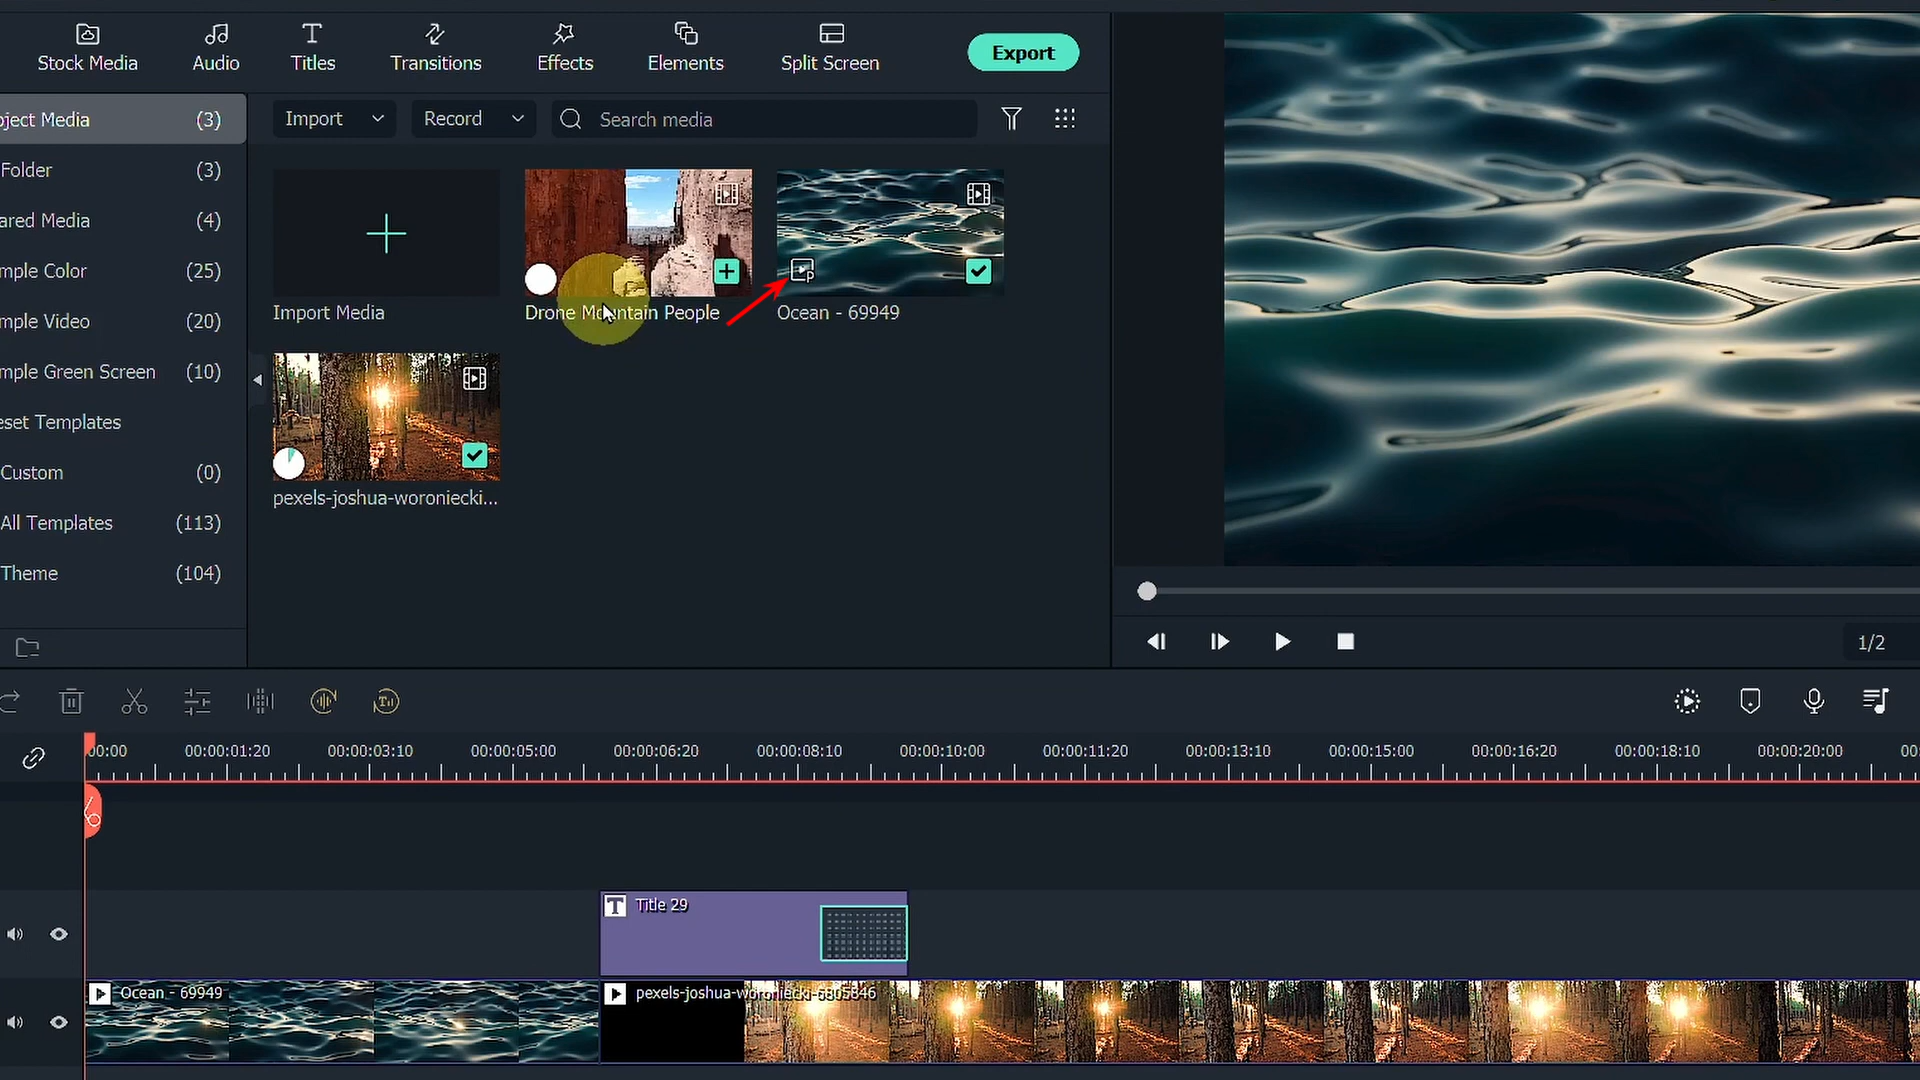 Stock Media
Audio
Titles
Transitions
Effects
Elements
Split Screen
Export
oject Media (3)
Folder (3)
ared Media (4)
mple Color (25)
mple Video (20)
mple Green Screen (10)
eset Templates
Custom (0)
All Templates (113)
Theme (104)
Import
Record
Search media
Import Media
Drone Mountain People
Ocean - 69949
pexels-joshua-woroniecki...
1/2
00:00
00:00:01:20
00:00:03:10
00:00:05:00
00:00:06:20
00:00:08:10
00:00:10:00
00:00:11:20
00:00:13:10
00:00:15:00
00:00:16:20
00:00:18:10
00:00:20:00
00
Title 29
Ocean - 69949
pexels-joshua-woroniecki-5805846